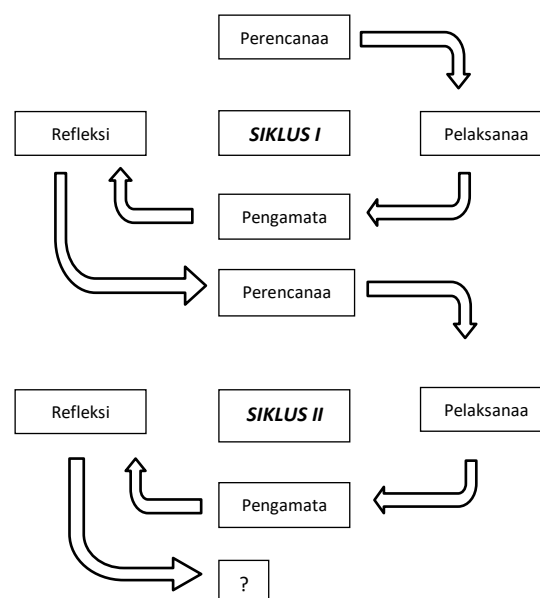 Perencanaa
Refleksi
SIKLUS I
Pelaksanaa
Pengamata
Perencanaa
Refleksi
SIKLUS II
Pelaksanaa
Pengamata
?